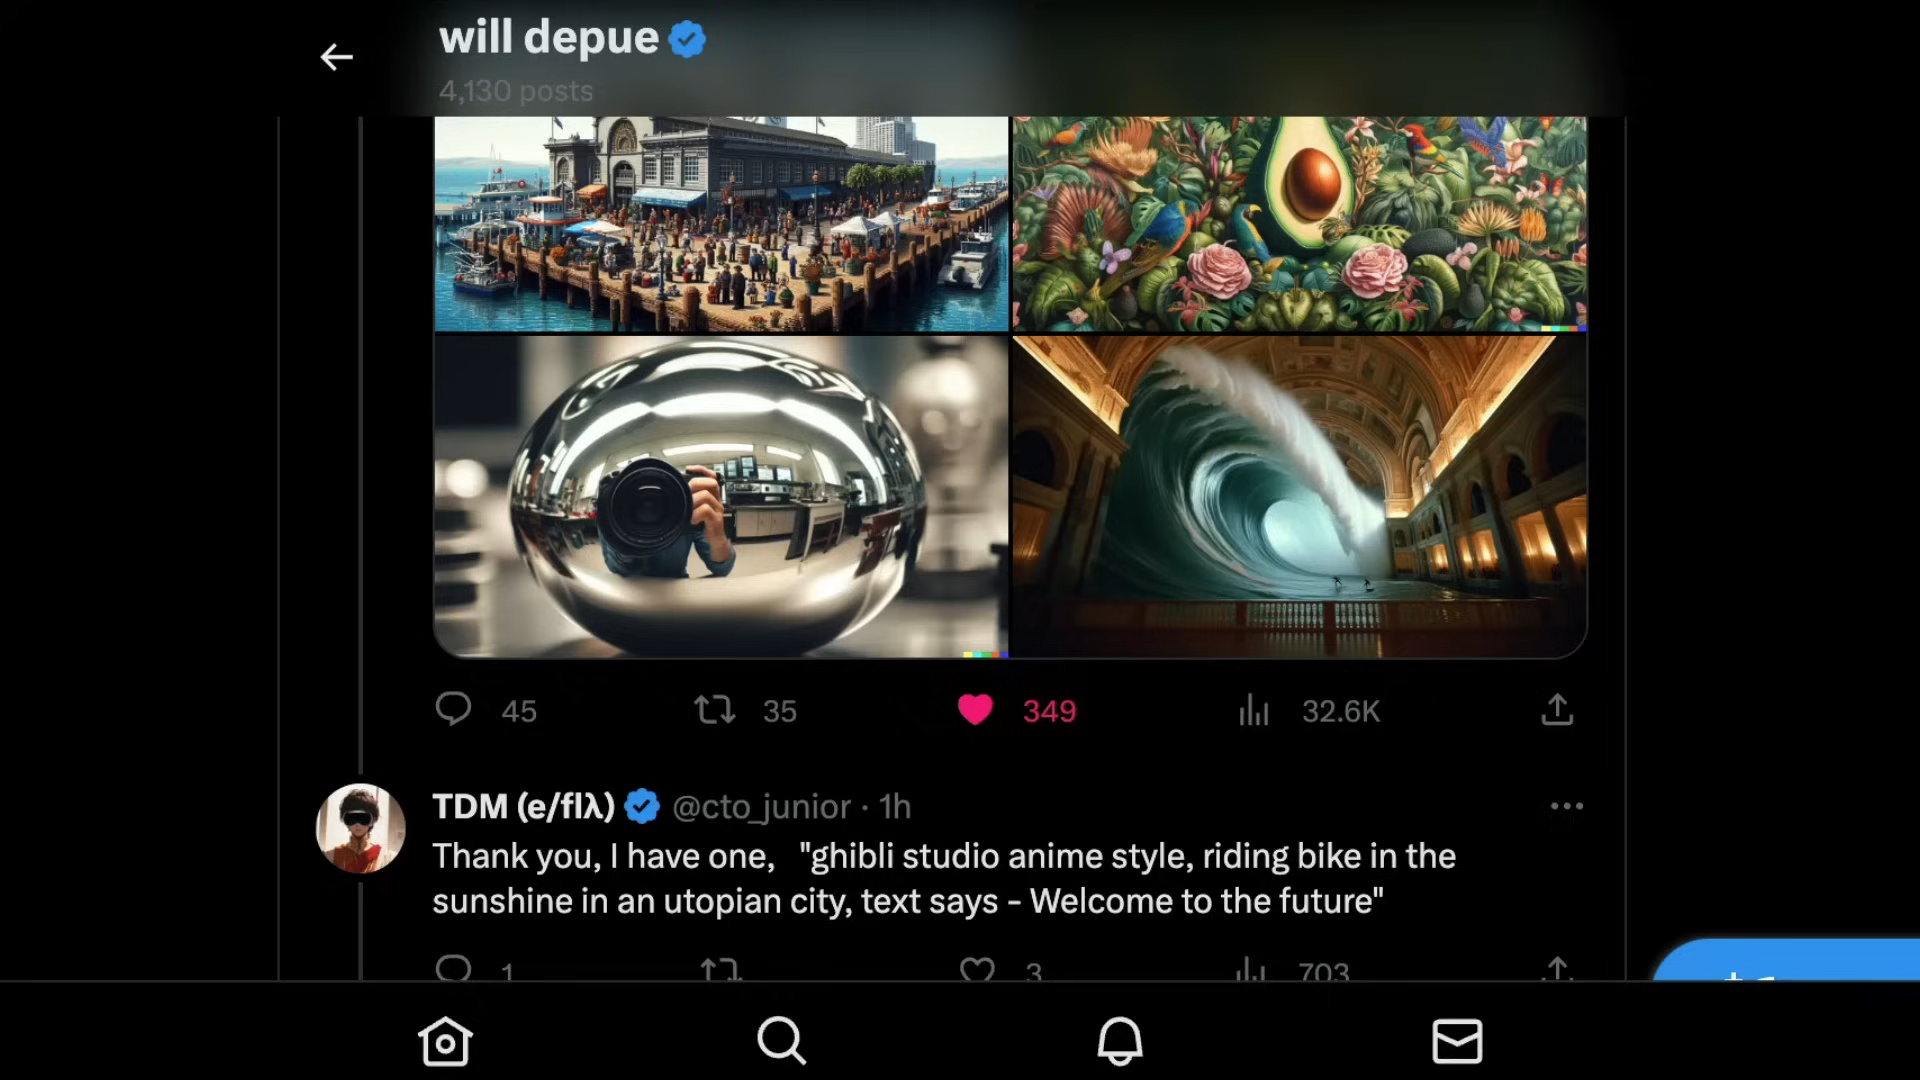 will depue
4,130 posts
45 35 349 32.6K
TDM (e/flλ) @cto_junior · 1h
Thank you, I have one, "ghibli studio anime style, riding bike in the
sunshine in an utopian city, text says - Welcome to the future"
1 3 703